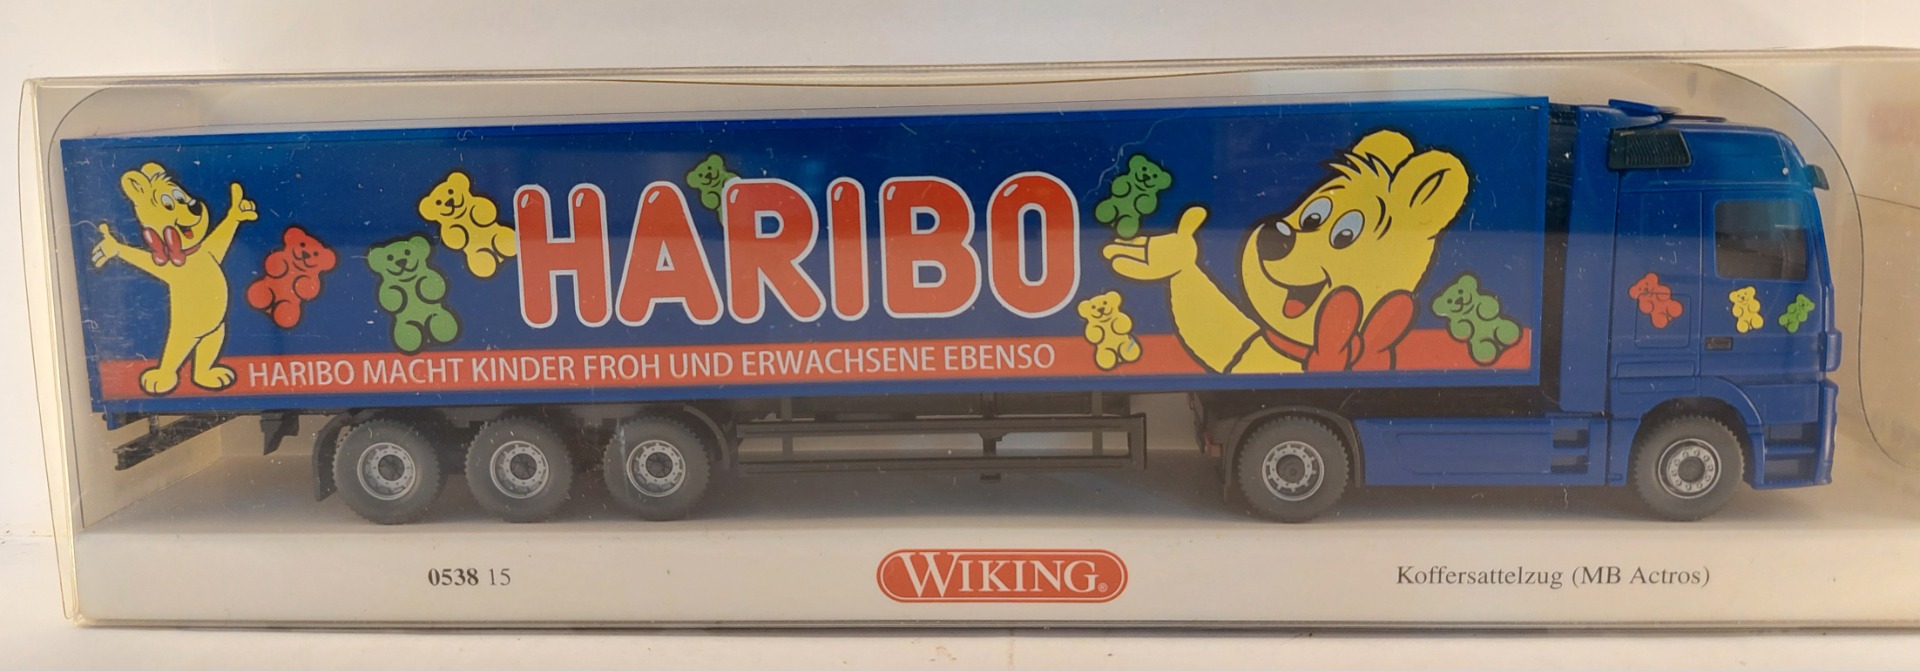 HARIBO
HARIBO MACHT KINDER FROH UND ERWACHSENE EBENSO
0538 15
WIKING®
Koffersattelzug (MB Actros)